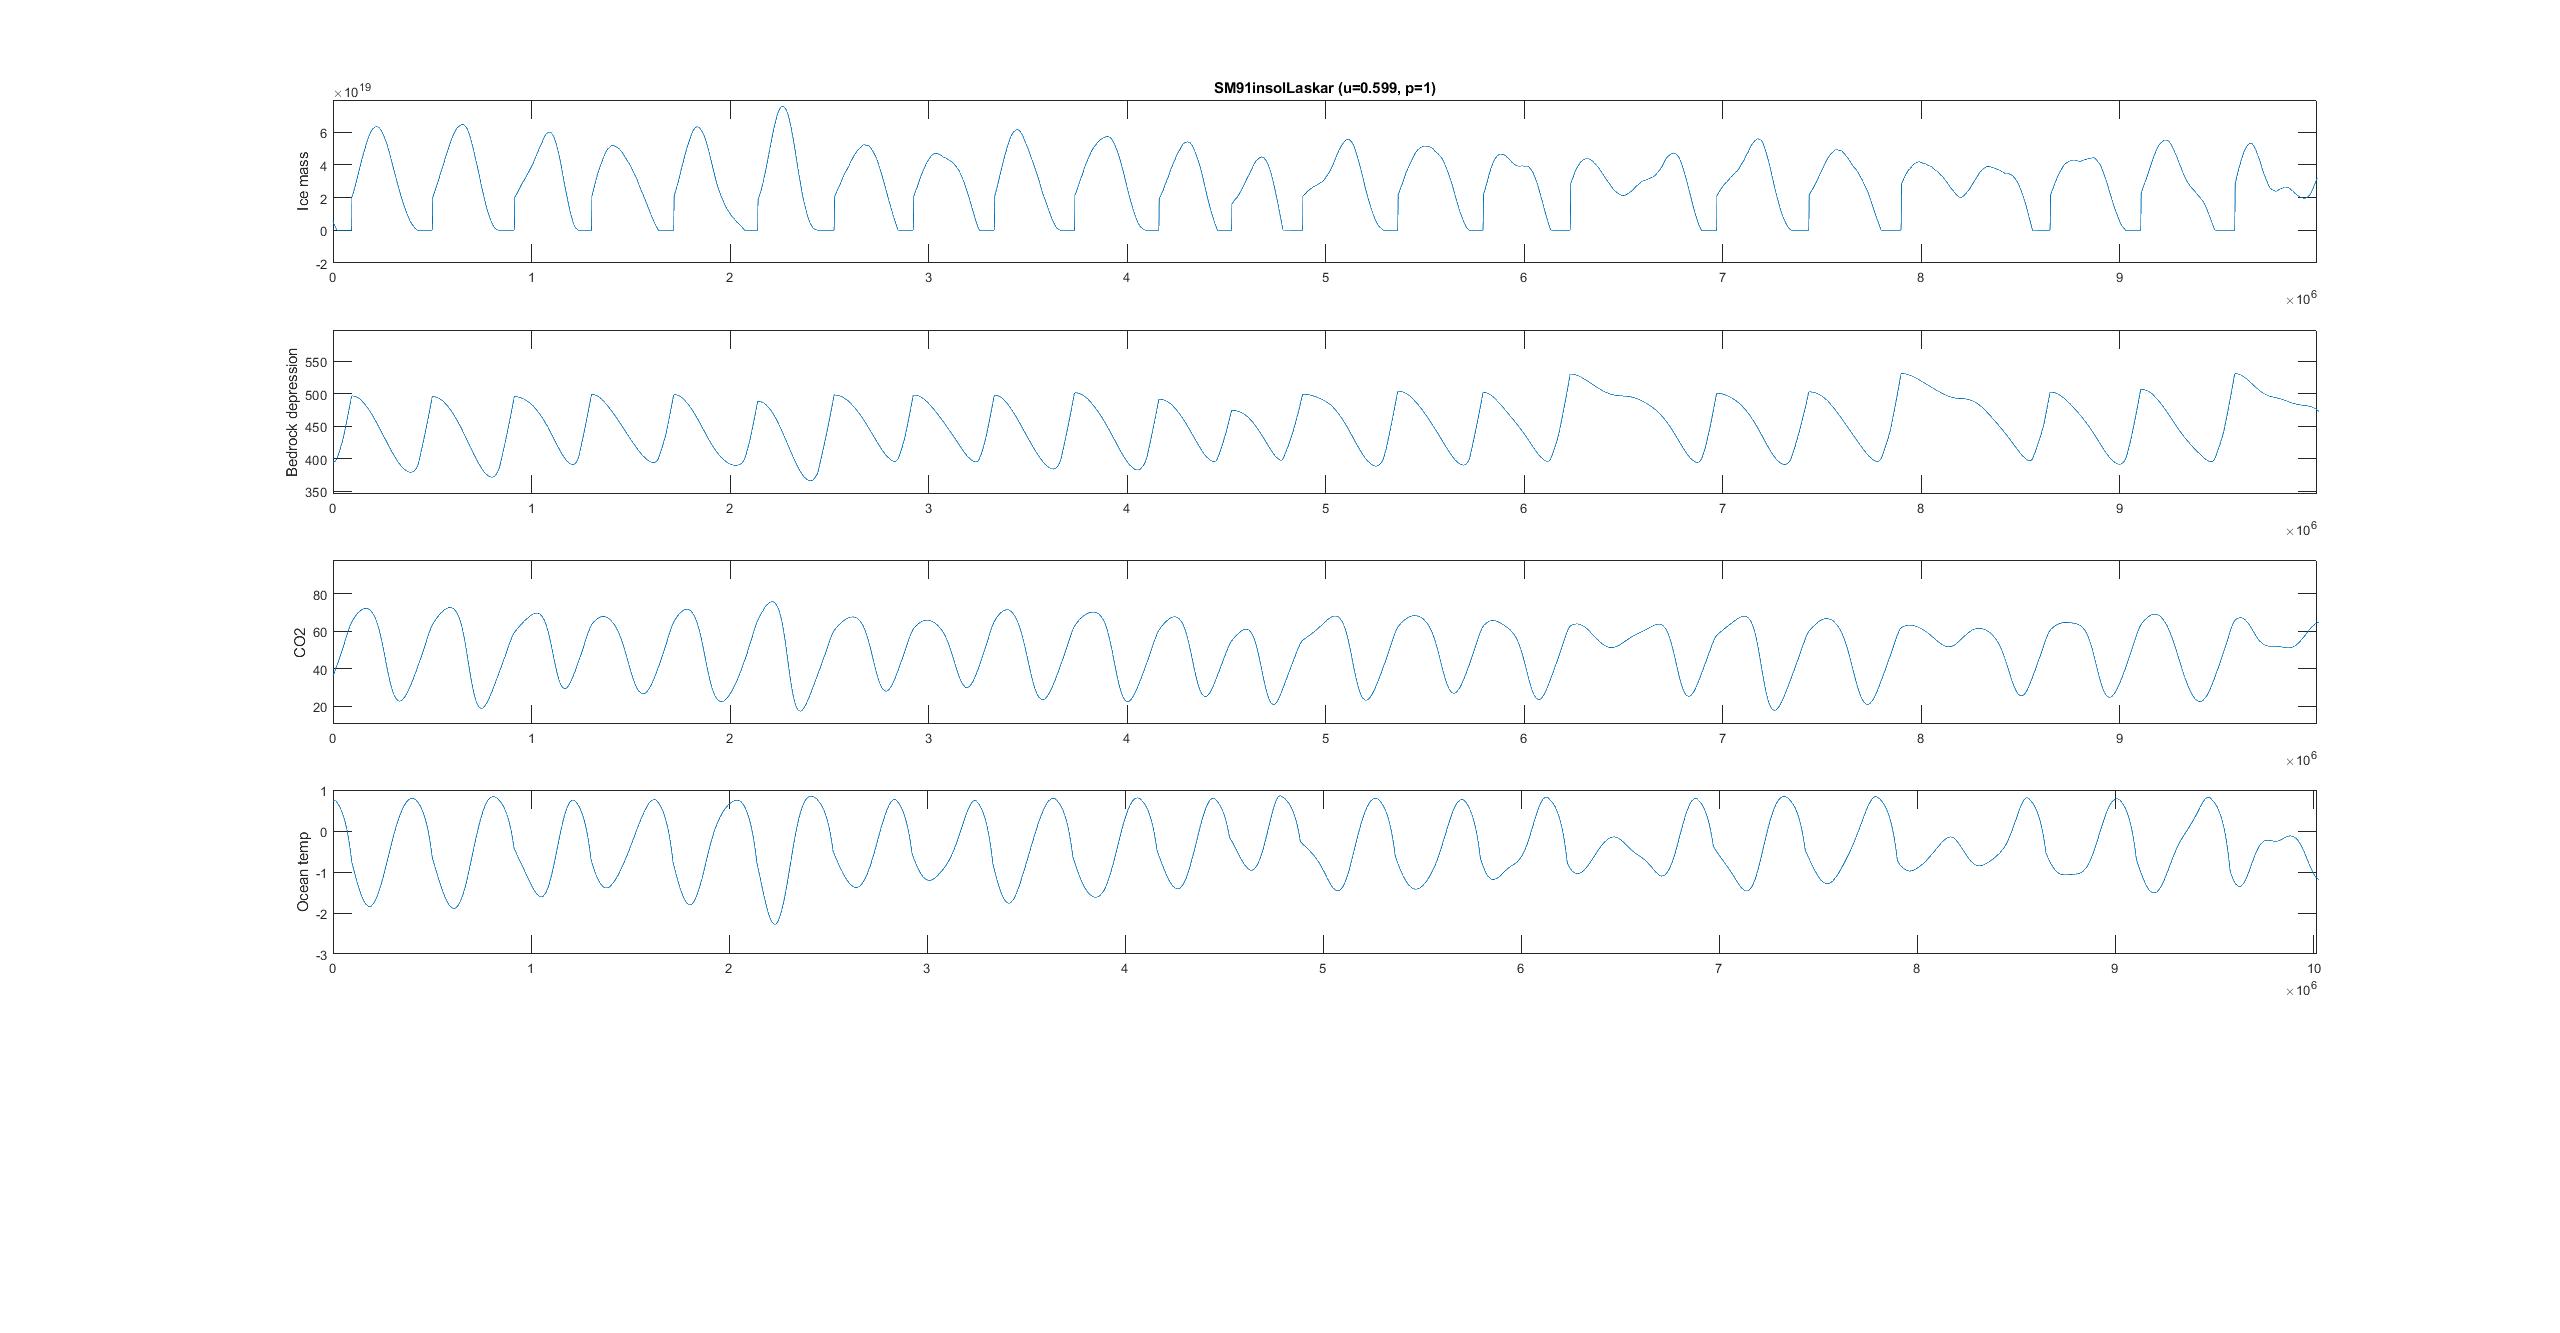 SM91insolLaskar (u=0.599, p=1)
×10^19
Ice mass
6
4
2
0
-2
0 1 2 3 4 5 6 7 8 9
×10^6
Bedrock depression
550
500
450
400
350
0 1 2 3 4 5 6 7 8 9
×10^6
CO2
80
60
40
20
0 1 2 3 4 5 6 7 8 9
×10^6
Ocean temp
1
0
-1
-2
-3
0 1 2 3 4 5 6 7 8 9 10
×10^6